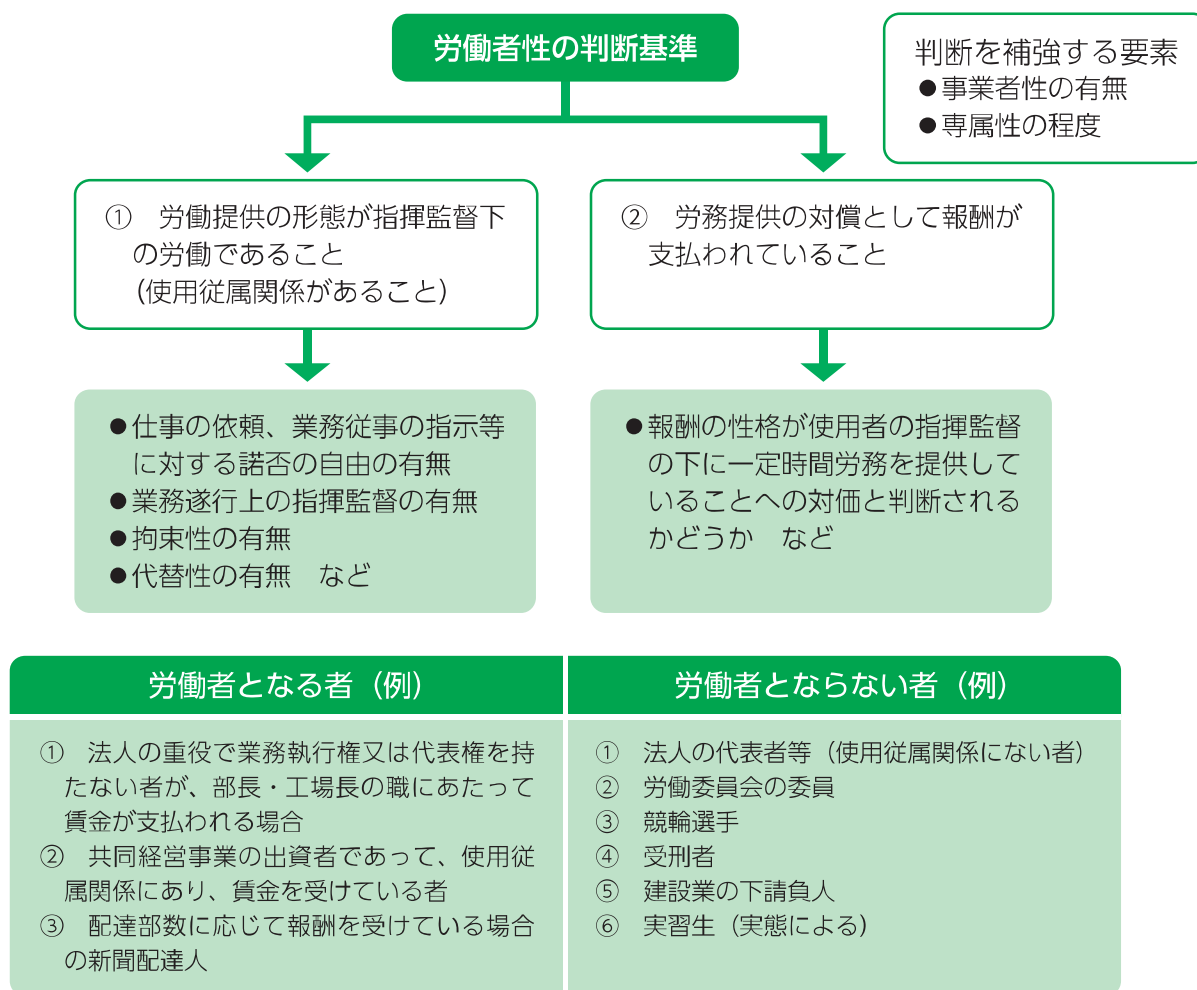 労働者性の判断基準
判断を補強する要素
●事業者性の有無
●専属性の程度
① 労働提供の形態が指揮監督下
の労働であること
（使用従属関係があること）
② 労務提供の対償として報酬が
支払われていること
●仕事の依頼、業務従事の指示等
に対する諾否の自由の有無
●業務遂行上の指揮監督の有無
●拘束性の有無
●代替性の有無　など
●報酬の性格が使用者の指揮監督
の下に一定時間労務を提供して
いることへの対価と判断される
かどうか　など
労働者となる者（例）
① 法人の重役で業務執行権又は代表権を持
たない者が、部長・工場長の職にあたって
賃金が支払われる場合
② 共同経営事業の出資者であって、使用従
属関係にあり、賃金を受けている者
③ 配達部数に応じて報酬を受けている場合
の新聞配達人
労働者とならない者（例）
① 法人の代表者等（使用従属関係にない者）
② 労働委員会の委員
③ 競輪選手
④ 受刑者
⑤ 建設業の下請負人
⑥ 実習生（実態による）